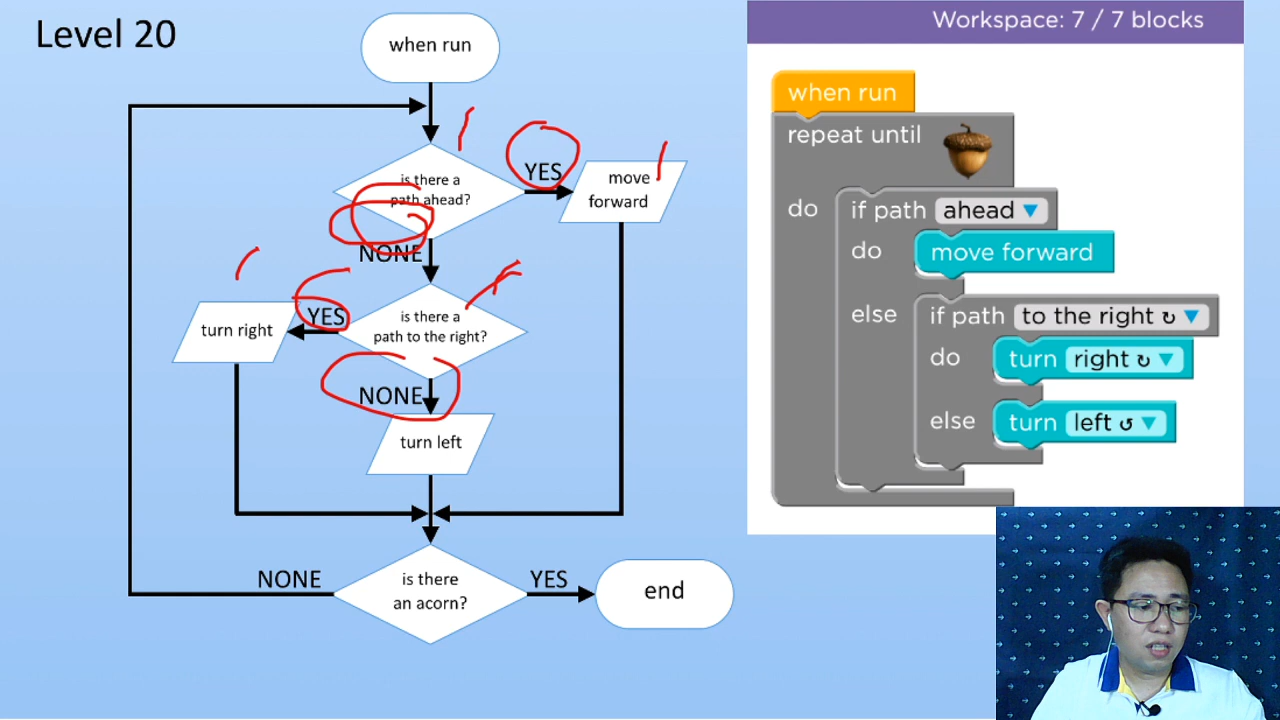 Level 20
when run
is there a
path ahead?
YES
move
forward
NONE
is there a
path to the right?
YES
turn right
NONE
turn left
is there
an acorn?
NONE
YES
end
Workspace: 7 / 7 blocks
when run
repeat until
do
if path ahead ▼
do
move forward
else
if path to the right ↻ ▼
do
turn right ↻ ▼
else
turn left ↺ ▼